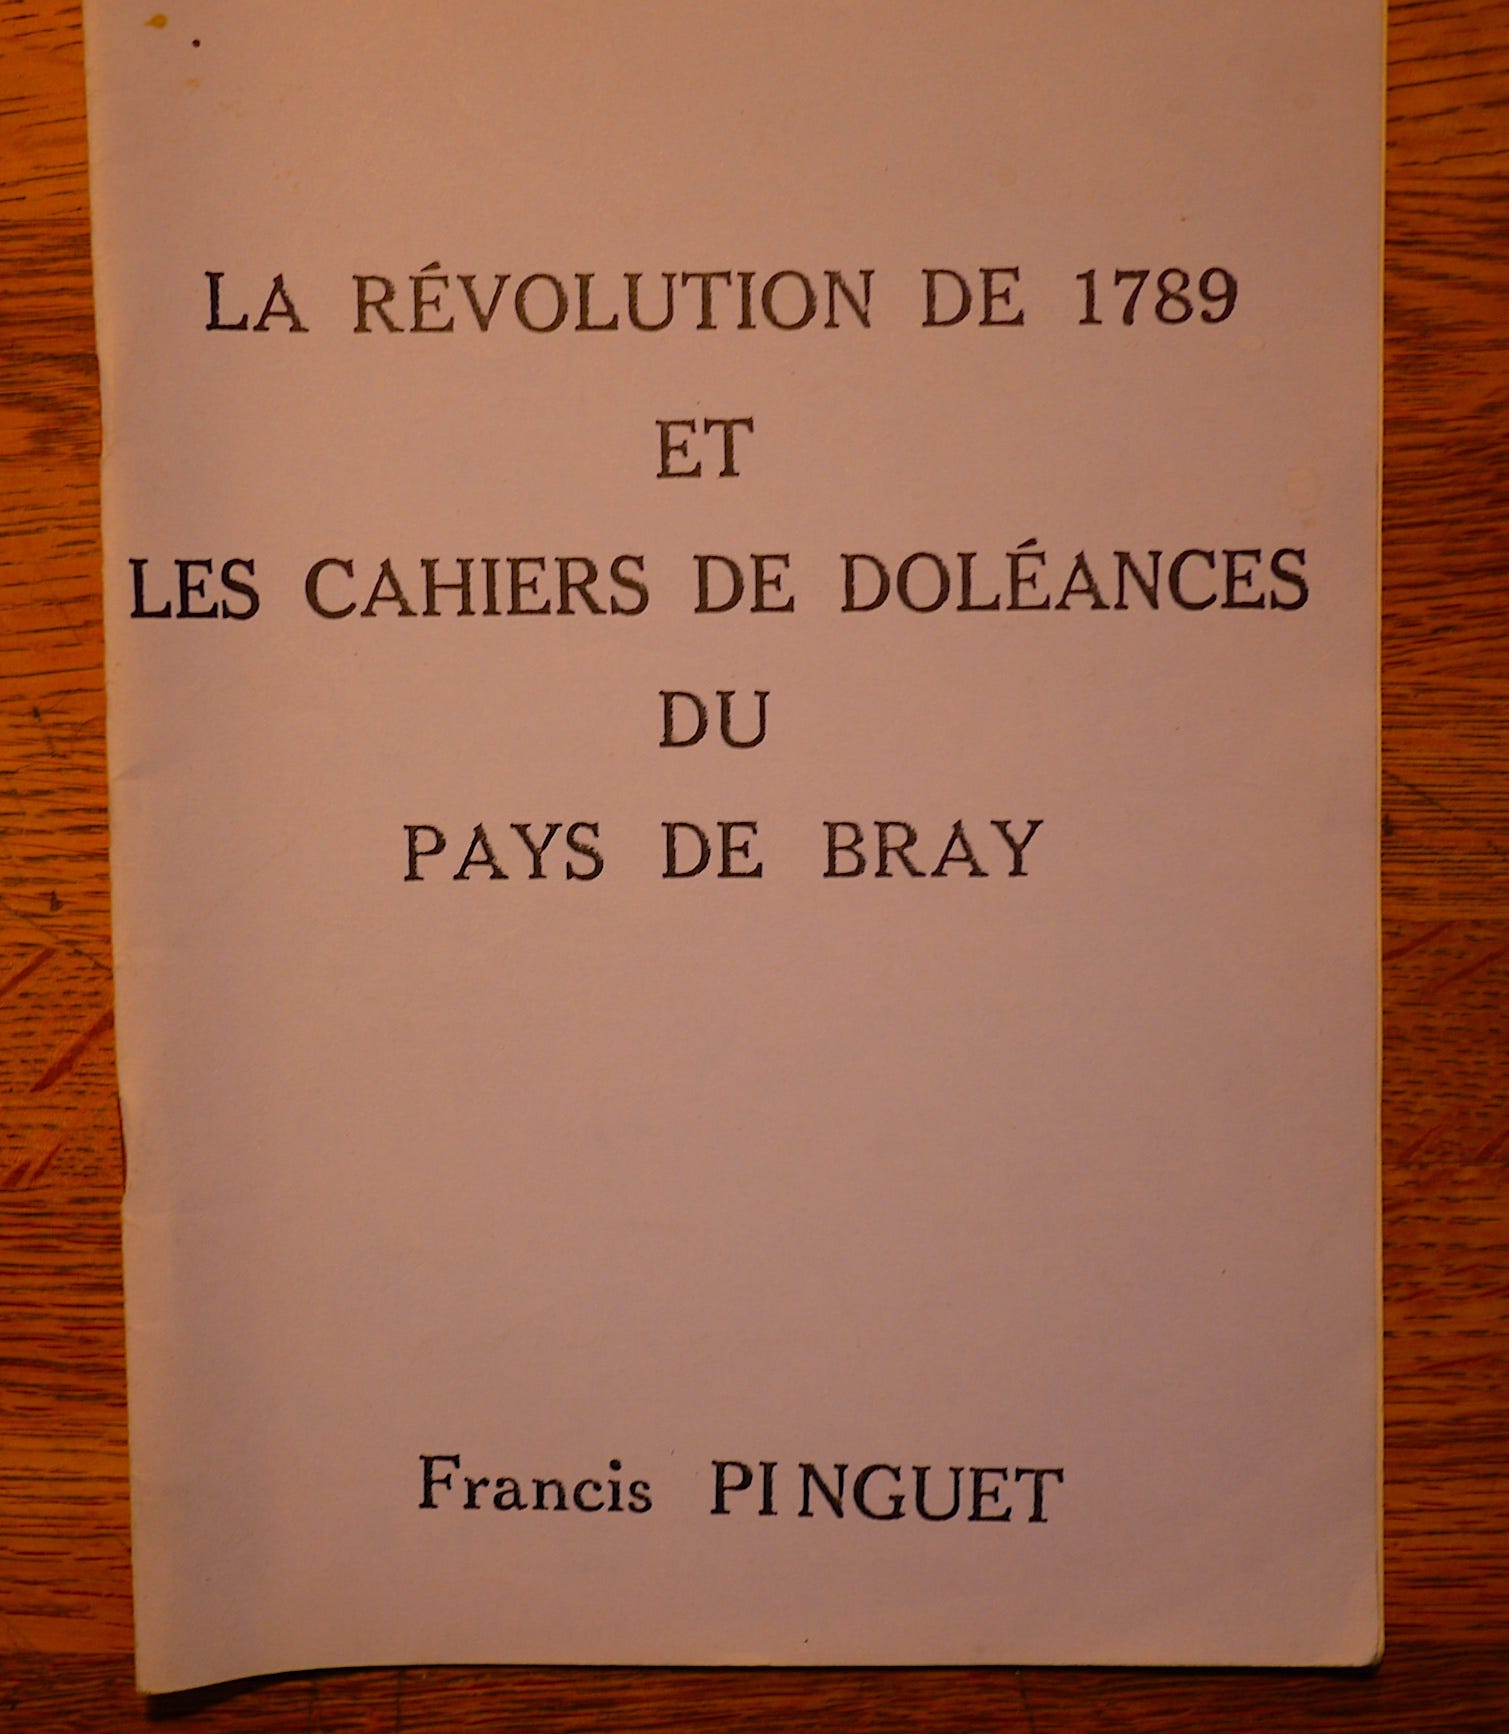 LA RÉVOLUTION DE 1789
ET
LES CAHIERS DE DOLÉANCES
DU
PAYS DE BRAY
Francis PINGUET